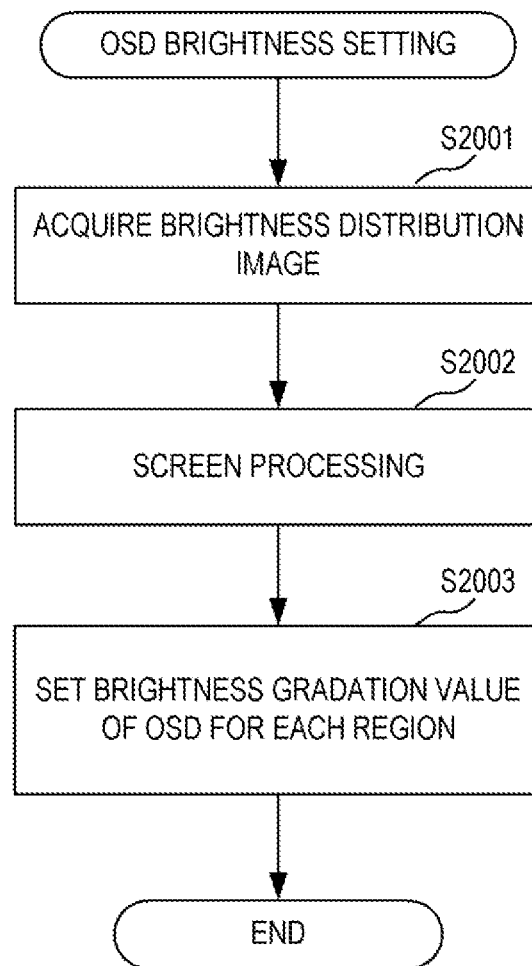 OSD BRIGHTNESS SETTING
S2001
ACQUIRE BRIGHTNESS DISTRIBUTION
IMAGE
S2002
SCREEN PROCESSING
S2003
SET BRIGHTNESS GRADATION VALUE
OF OSD FOR EACH REGION
END